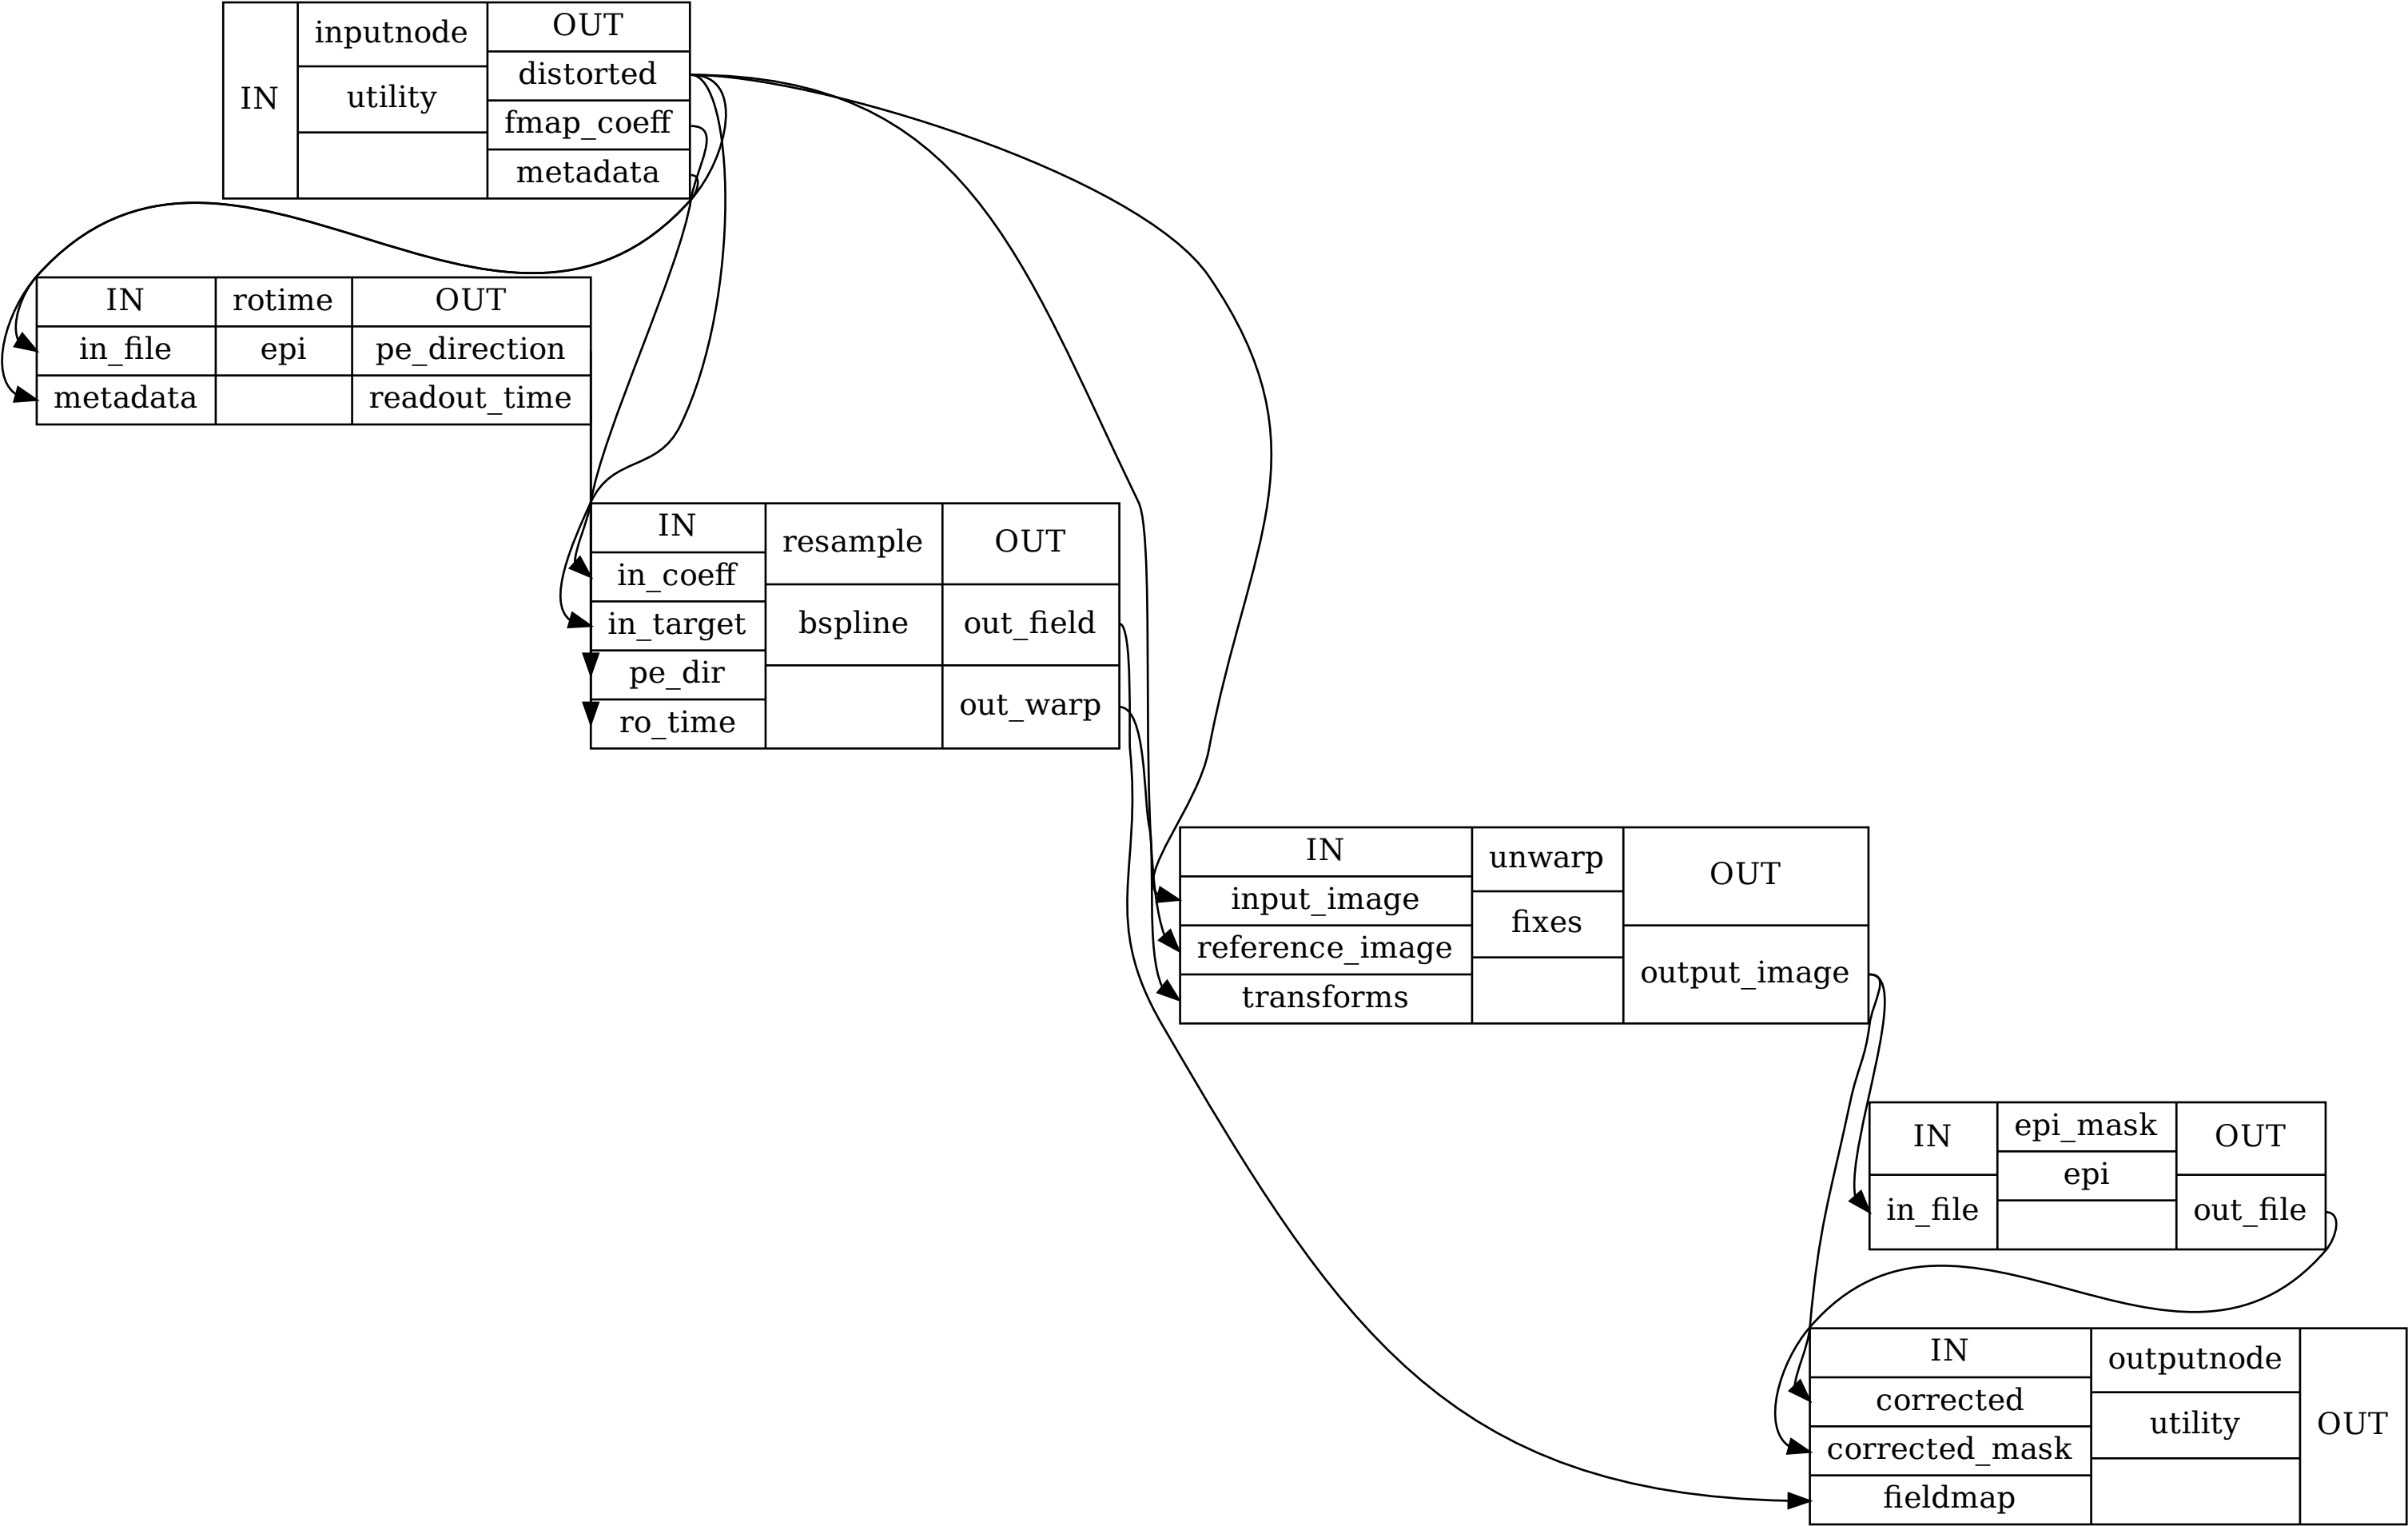 IN
inputnode
utility
OUT
distorted
fmap_coeff
metadata
IN
in_file
metadata
rotime
epi
OUT
pe_direction
readout_time
IN
in_coeff
in_target
pe_dir
ro_time
resample
bspline
OUT
out_field
out_warp
IN
input_image
reference_image
transforms
unwarp
fixes
OUT
output_image
IN
in_file
epi_mask
epi
OUT
out_file
IN
corrected
corrected_mask
fieldmap
outputnode
utility
OUT